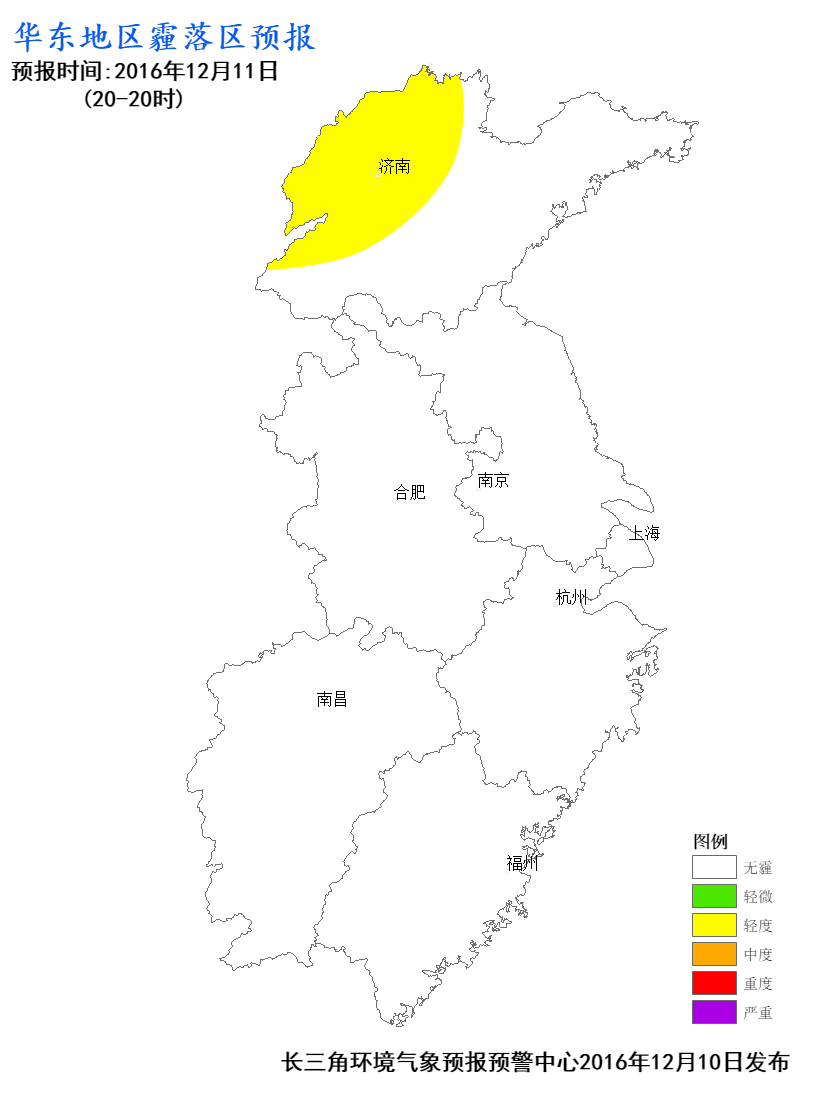 华东地区霾落区预报
预报时间:2016年12月11日
(20-20时)
济南
南京
合肥
上海
杭州
南昌
福州
图例
无霾
轻微
轻度
中度
重度
严重
长三角环境气象预报预警中心2016年12月10日发布